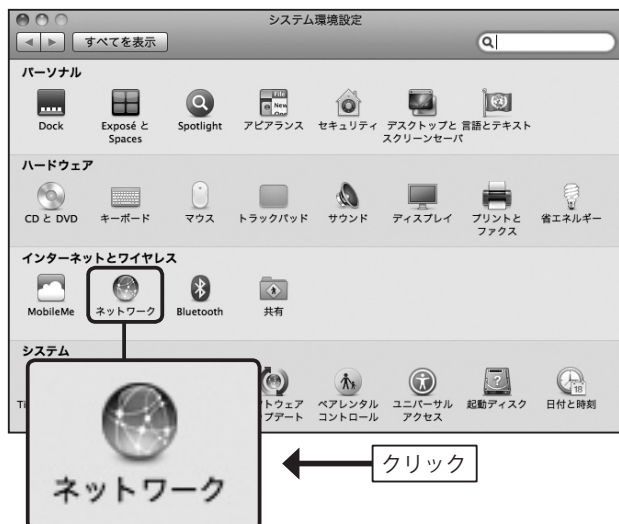 システム環境設定
すべてを表示
パーソナル
Dock
Exposé と
Spaces
Spotlight
File
New
アピアランス
セキュリティ
デスクトップと
スクリーンセーバ
言語とテキスト
ハードウェア
CD と DVD
キーボード
マウス
トラックパッド
サウンド
ディスプレイ
プリントと
ファクス
省エネルギー
インターネットとワイヤレス
MobileMe
ネットワーク
Bluetooth
共有
システム
ペアレンタル
コントロール
ユニバーサル
アクセス
起動ディスク
18
日付と時刻
ネットワーク
クリック